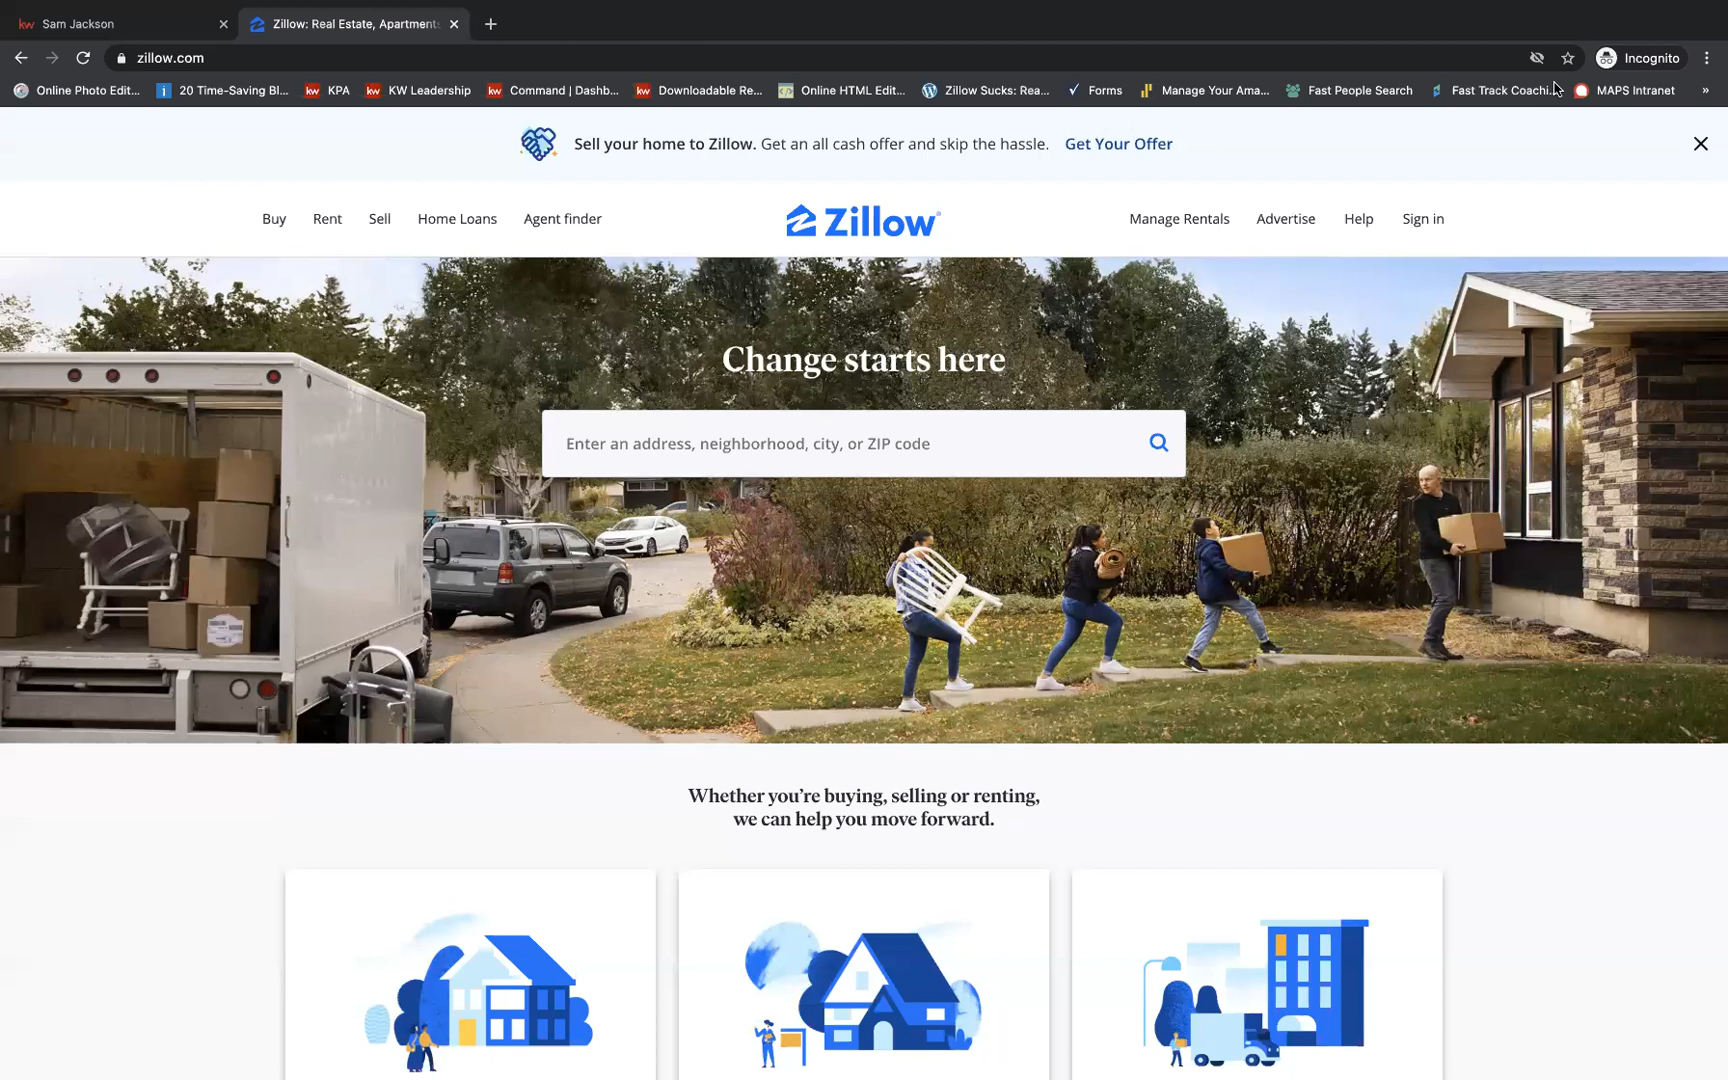 Sam Jackson
Zillow: Real Estate, Apartments
zillow.com
Incognito
Online Photo Edit...
20 Time-Saving Bl...
KPA
KW Leadership
Command | Dashb...
Downloadable Re...
Online HTML Edit...
Zillow Sucks: Rea...
Forms
Manage Your Ama...
Fast People Search
Fast Track Coachi...
MAPS Intranet
»
Sell your home to Zillow. Get an all cash offer and skip the hassle. Get Your Offer
Buy
Rent
Sell
Home Loans
Agent finder
Zillow
Manage Rentals
Advertise
Help
Sign in
Change starts here
Enter an address, neighborhood, city, or ZIP code
Whether you're buying, selling or renting,
we can help you move forward.